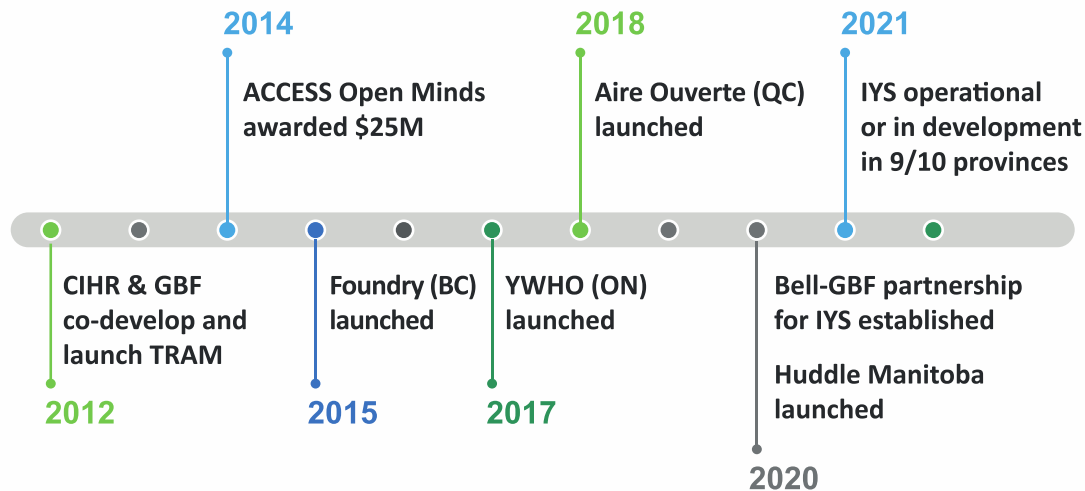 2014
ACCESS Open Minds
awarded $25M
2018
Aire Ouverte (QC)
launched
2021
IYS operational
or in development
in 9/10 provinces
CIHR & GBF
co-develop and
launch TRAM
2012
Foundry (BC)
launched
2015
YWHO (ON)
launched
2017
Bell-GBF partnership
for IYS established
Huddle Manitoba
launched
2020